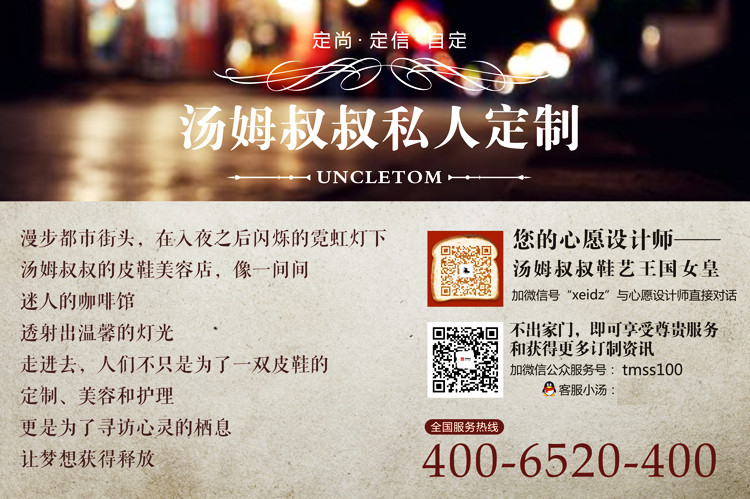 定尚·定信·自定
汤姆叔叔私人定制
UNCLETOM
漫步都市街头，在入夜之后闪烁的霓虹灯下
汤姆叔叔的皮鞋美容店，像一间间
迷人的咖啡馆
透射出温馨的灯光
走进去，人们不只是为了一双皮鞋的
定制、美容和护理
更是为了寻访心灵的栖息
让梦想获得释放
您的心愿设计师——
汤姆叔叔鞋艺王国女皇
加微信号“xeidz”与心愿设计师直接对话
不出家门，即可享受尊贵服务
和获得更多订制资讯
加微信公众服务号：tmss100
客服小汤：
全国服务热线
400-6520-400